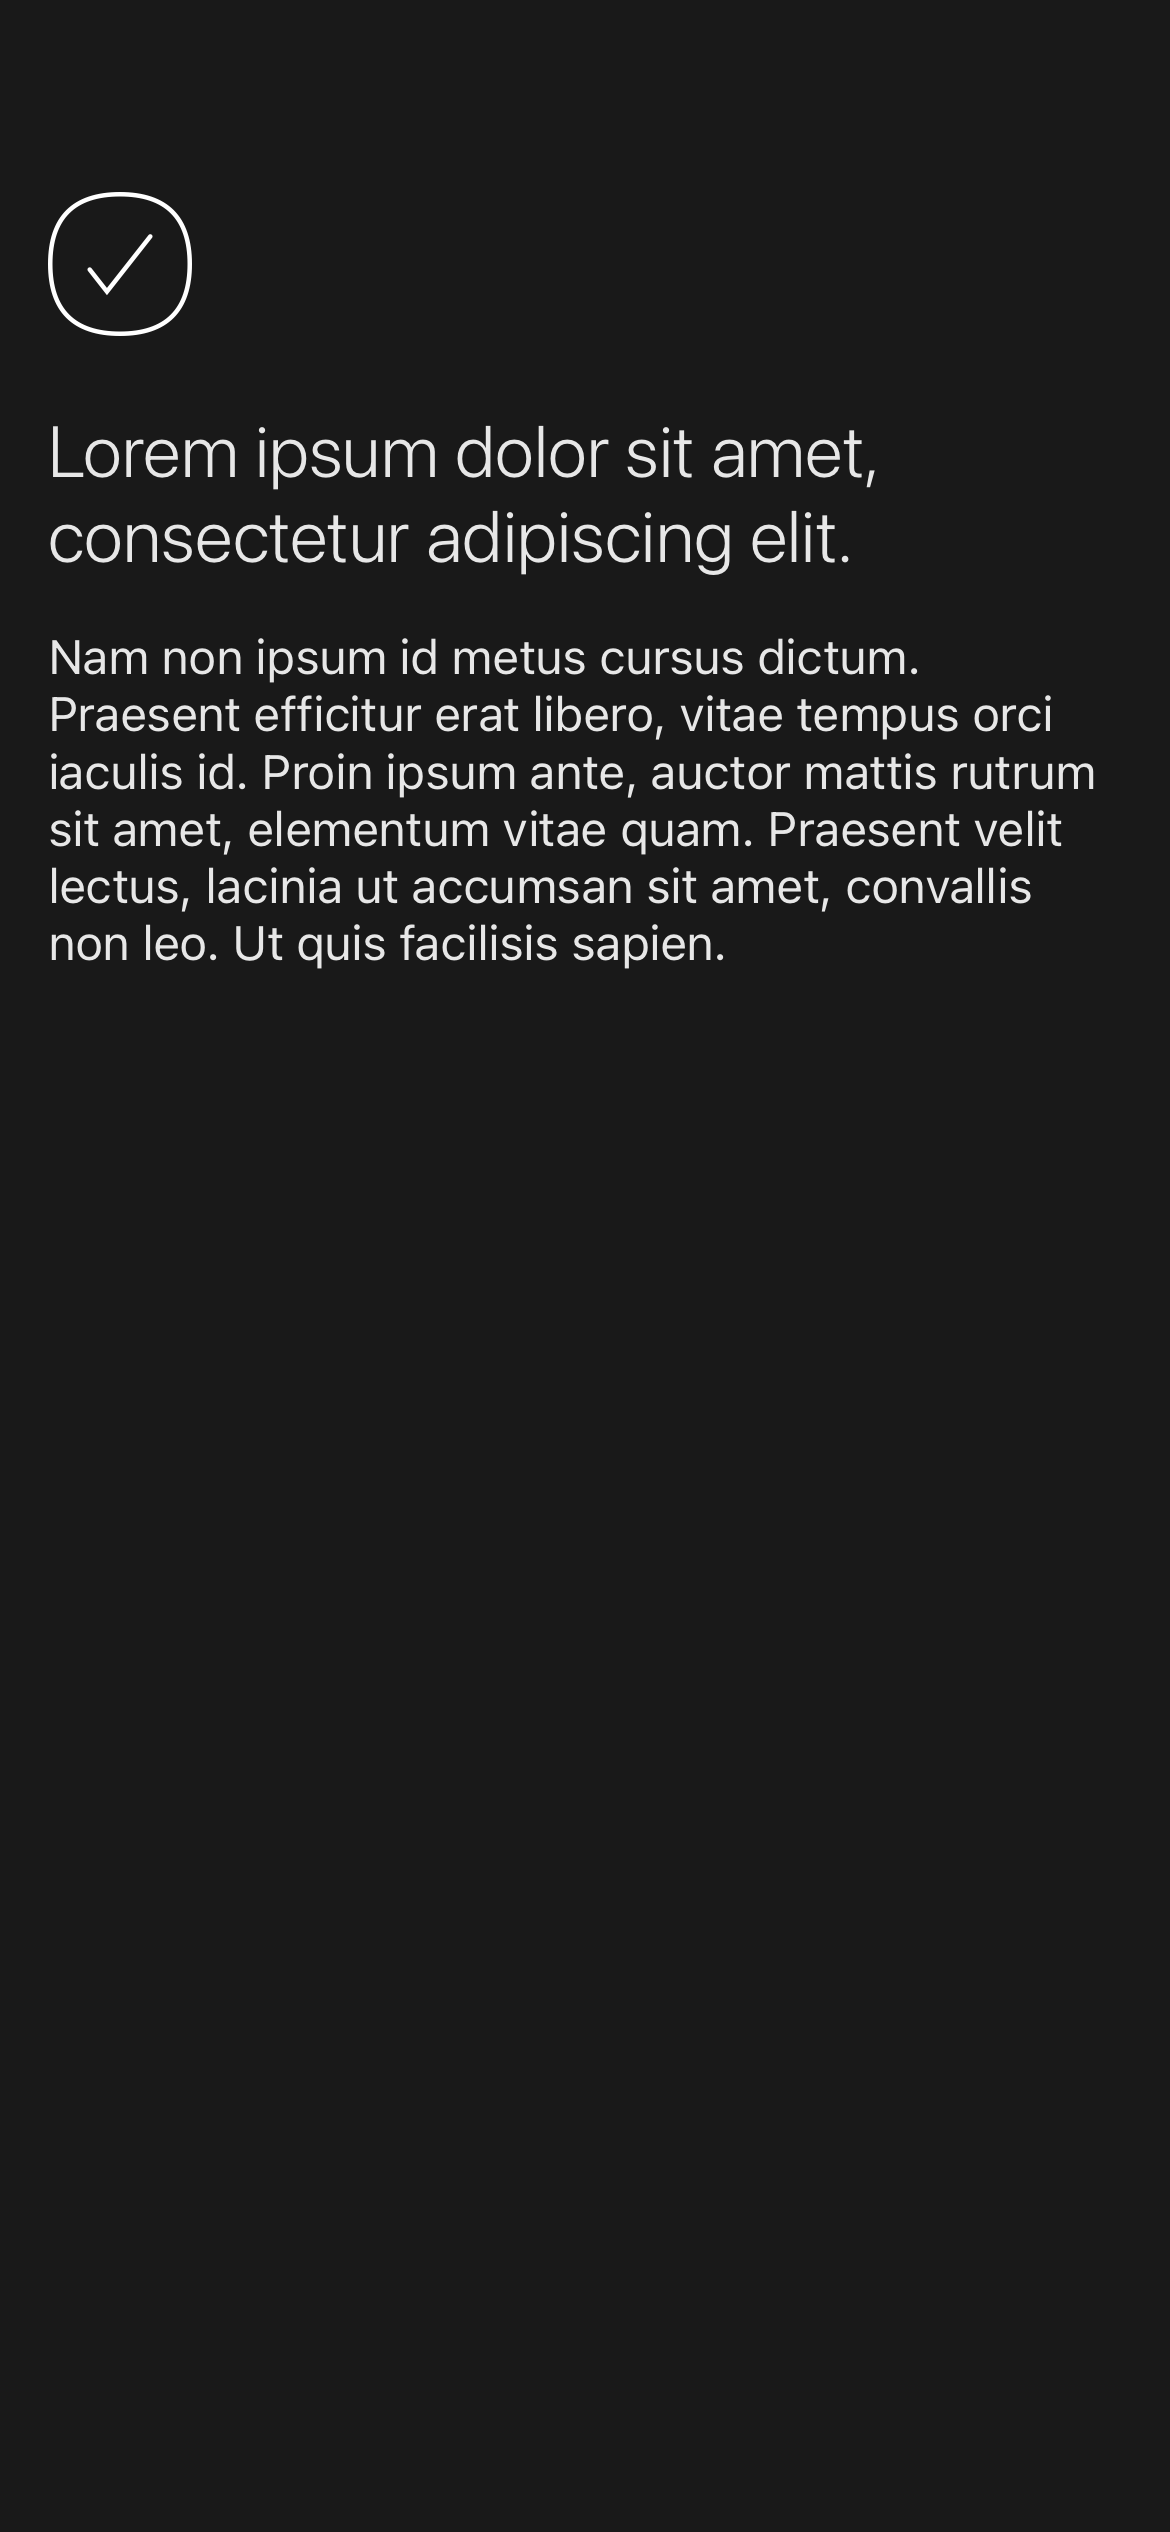 Lorem ipsum dolor sit amet,
consectetur adipiscing elit.
Nam non ipsum id metus cursus dictum.
Praesent efficitur erat libero, vitae tempus orci
iaculis id. Proin ipsum ante, auctor mattis rutrum
sit amet, elementum vitae quam. Praesent velit
lectus, lacinia ut accumsan sit amet, convallis
non leo. Ut quis facilisis sapien.